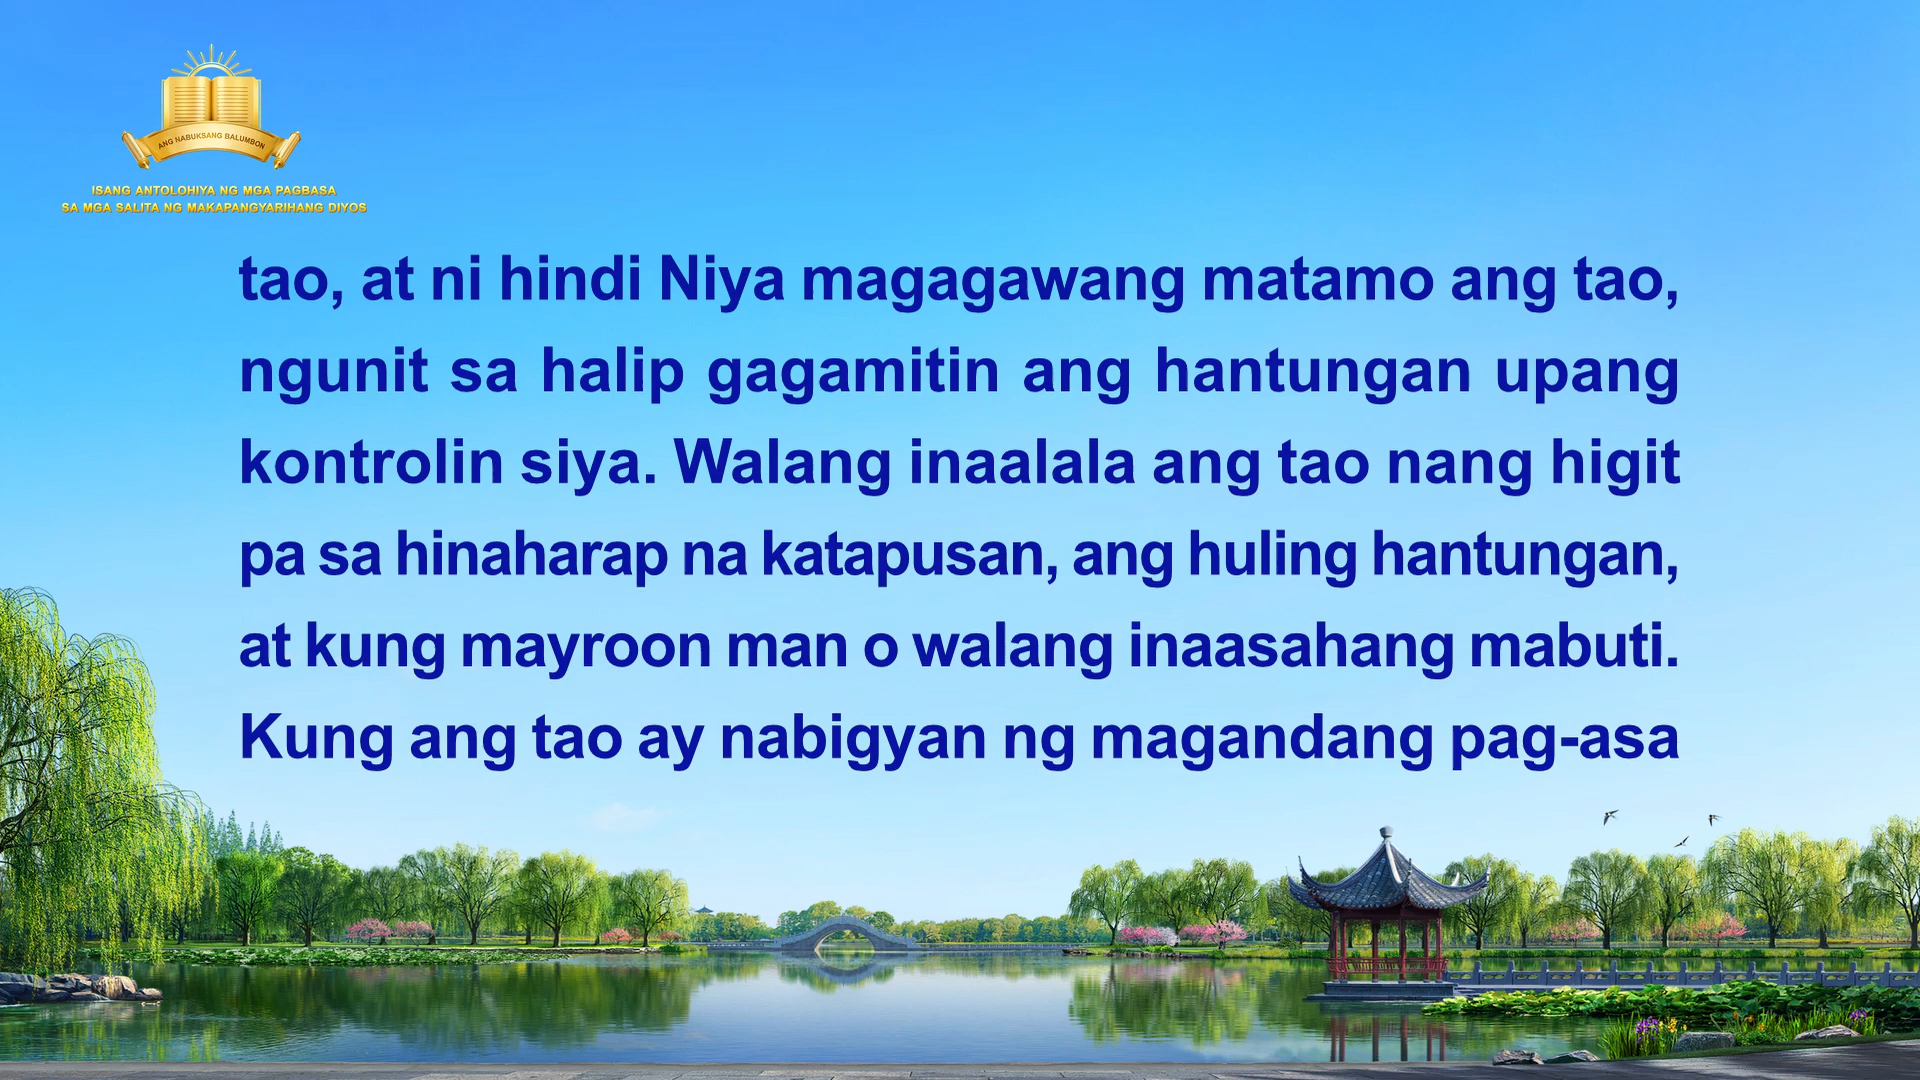 ANG NABUKSANG BALUMBON
ISANG ANTOLOHIYA NG MGA PAGBASA
SA MGA SALITA NG MAKAPANGYARIHANG DIYOS
tao, at ni hindi Niya magagawang matamo ang tao,
ngunit sa halip gagamitin ang hantungan upang
kontrolin siya. Walang inaalala ang tao nang higit
pa sa hinaharap na katapusan, ang huling hantungan,
at kung mayroon man o walang inaasahang mabuti.
Kung ang tao ay nabigyan ng magandang pag-asa